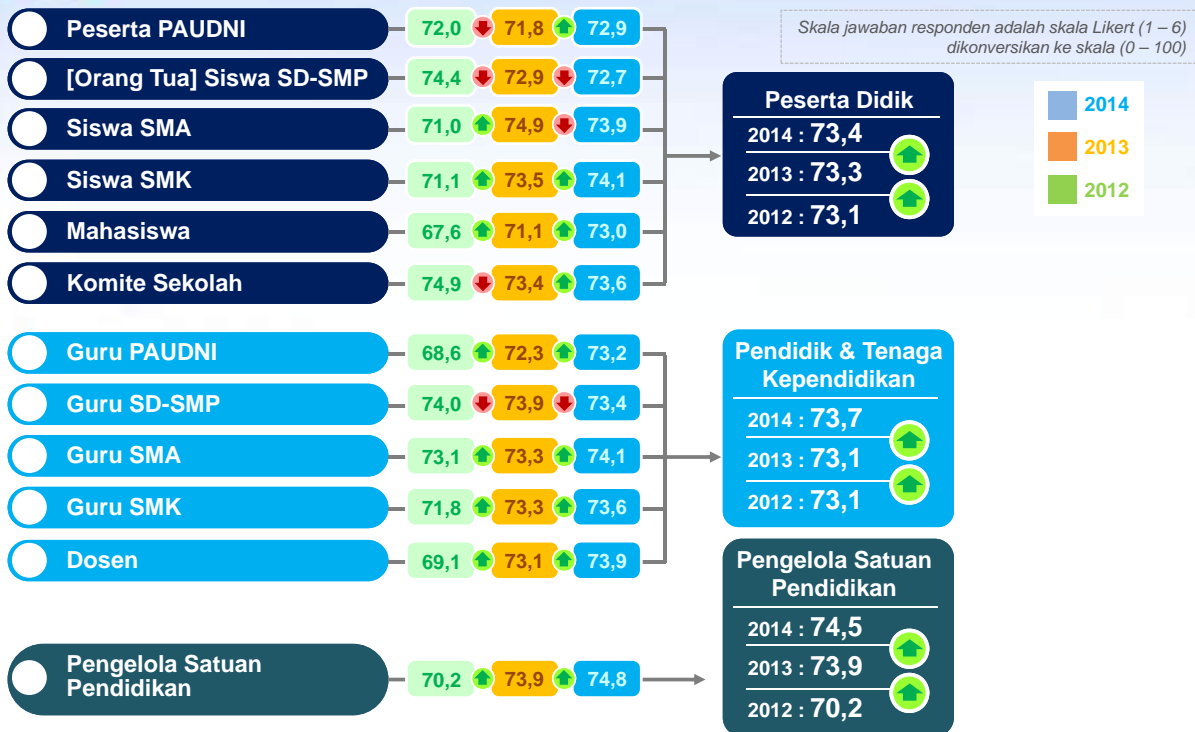 Skala jawaban responden adalah skala Likert (1 – 6)
dikonversikan ke skala (0 – 100)
Peserta PAUDNI 72,0 71,8 72,9
[Orang Tua] Siswa SD-SMP 74,4 72,9 72,7
Siswa SMA 71,0 74,9 73,9
Siswa SMK 71,1 73,5 74,1
Mahasiswa 67,6 71,1 73,0
Komite Sekolah 74,9 73,4 73,6
Peserta Didik
2014 : 73,4
2013 : 73,3
2012 : 73,1
2014
2013
2012
Guru PAUDNI 68,6 72,3 73,2
Guru SD-SMP 74,0 73,9 73,4
Guru SMA 73,1 73,3 74,1
Guru SMK 71,8 73,3 73,6
Dosen 69,1 73,1 73,9
Pendidik & Tenaga
Kependidikan
2014 : 73,7
2013 : 73,1
2012 : 73,1
Pengelola Satuan
Pendidikan
70,2 73,9 74,8
Pengelola Satuan
Pendidikan
2014 : 74,5
2013 : 73,9
2012 : 70,2